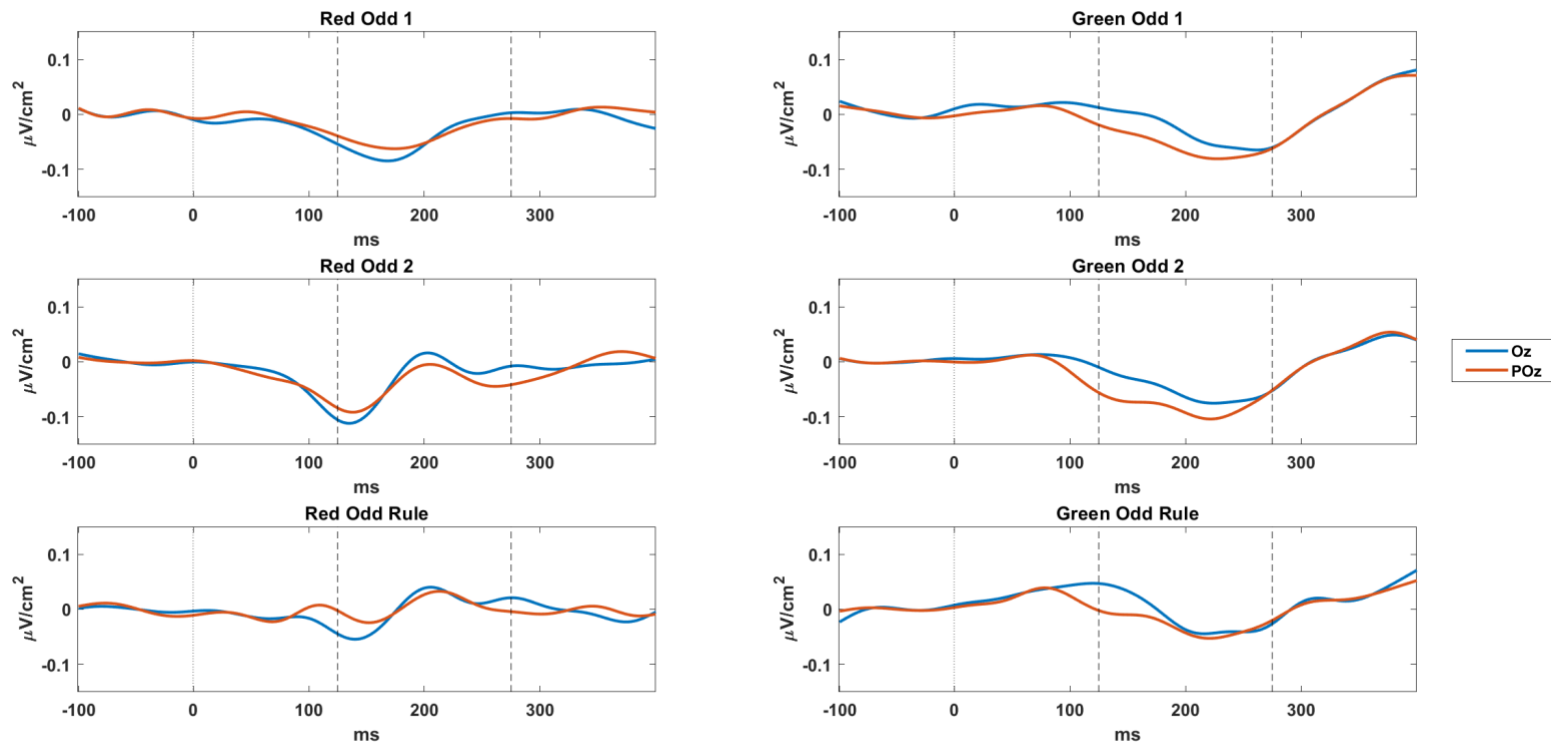 Red Odd 1
μV/cm²
0.1
0
-0.1
-100 0 100 200 300
ms
Green Odd 1
μV/cm²
0.1
0
-0.1
-100 0 100 200 300
ms
Red Odd 2
μV/cm²
0.1
0
-0.1
-100 0 100 200 300
ms
Green Odd 2
μV/cm²
0.1
0
-0.1
-100 0 100 200 300
ms
Oz
POz
Red Odd Rule
μV/cm²
0.1
0
-0.1
-100 0 100 200 300
ms
Green Odd Rule
μV/cm²
0.1
0
-0.1
-100 0 100 200 300
ms